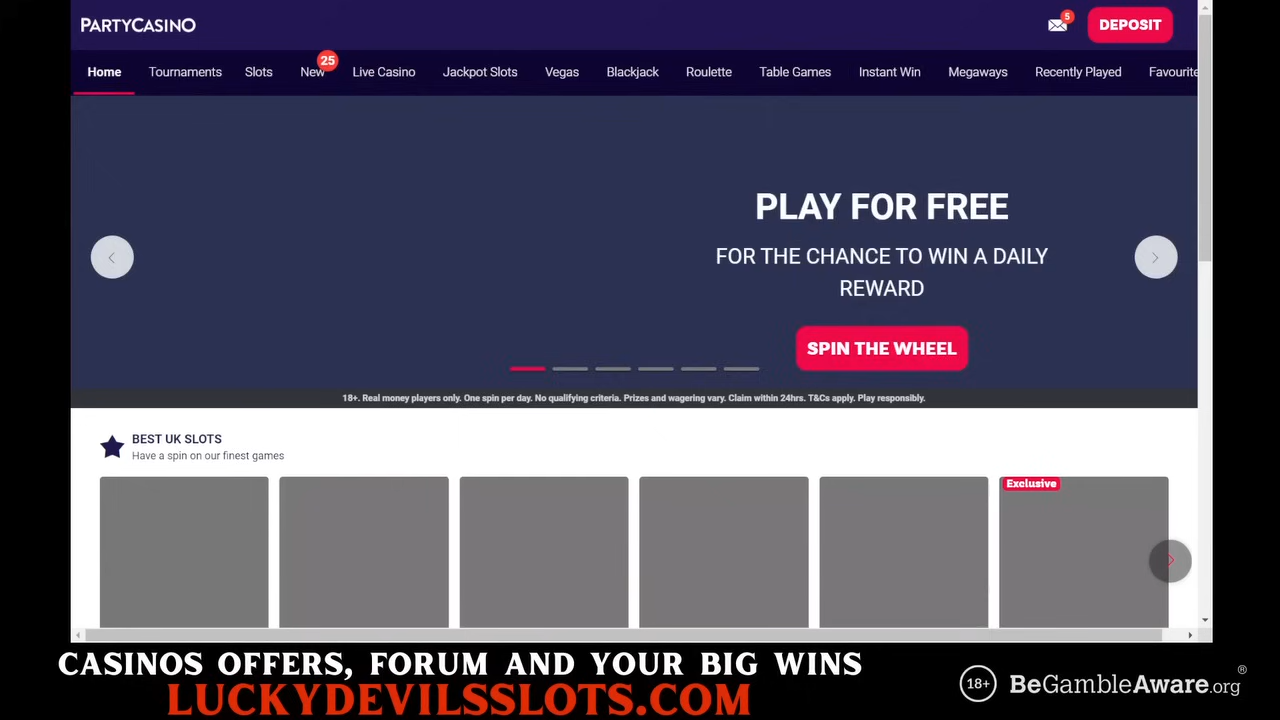 PARTYCASINO
5
DEPOSIT
25
Home Tournaments Slots New Live Casino Jackpot Slots Vegas Blackjack Roulette Table Games Instant Win Megaways Recently Played Favourite
PLAY FOR FREE
FOR THE CHANCE TO WIN A DAILY
REWARD
SPIN THE WHEEL
18+. Real money players only. One spin per day. No qualifying criteria. Prizes and wagering vary. Claim within 24hrs. T&Cs apply. Play responsibly.
BEST UK SLOTS
Have a spin on our finest games
Exclusive
CASINOS OFFERS, FORUM AND YOUR BIG WINS
LUCKYDEVILSSLOTS.COM
18+ BeGambleAware.org®